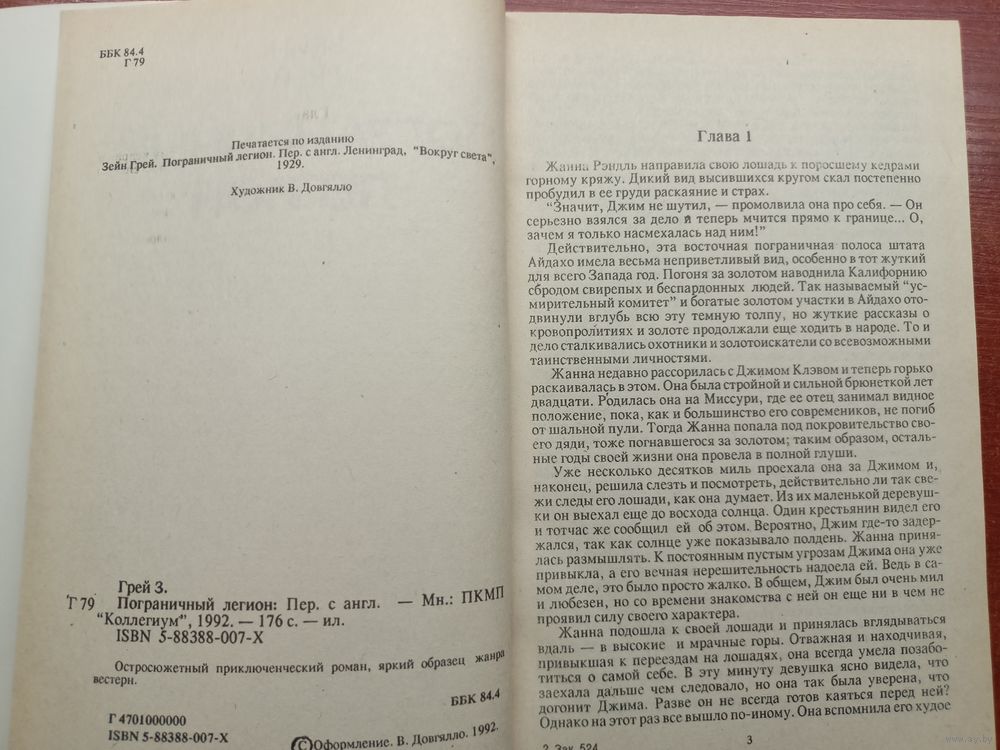 ББК 84.4
Г 79
Печатается по изданию
Зейн Грей. Пограничный легион. Пер. с англ. Ленинград, "Вокруг света",
1929.
Художник В. Довгялло
Грей З.
Г 79 Пограничный легион: Пер. с англ. — Мн.: ПКМП
"Коллегиум", 1992. — 176 с. — ил.
ISBN 5-88388-007-X
Остросюжетный приключенческий роман, яркий образец жанра
вестерн.
ББК 84.4
Г 4701000000
ISBN 5-88388-007-X
©Оформление. В. Довгялло. 1992.
Глава 1
Жанна Рэндль направила свою лошадь к поросшему кедрами
горному кряжу. Дикий вид высившихся кругом скал постепенно
пробудил в ее груди раскаяние и страх.
"Значит, Джим не шутил, — промолвила она про себя. — Он
серьезно взялся за дело и теперь мчится прямо к границе... О,
зачем я только насмехалась над ним!"
Действительно, эта восточная пограничная полоса штата
Айдахо имела весьма неприветливый вид, особенно в тот жуткий
для всего Запада год. Погоня за золотом наводнила Калифорнию
сбродом свирепых и беспардонных людей. Так называемый "ус-
мирительный комитет" и богатые золотом участки в Айдахо ото-
двинули вглубь всю эту темную толпу, но жуткие рассказы о
кровопролитиях и золоте продолжали еще ходить в народе. То и
дело сталкивались охотники и золотоискатели со всевозможными
таинственными личностями.
Жанна недавно рассорилась с Джимом Клэвом и теперь горько
раскаивалась в этом. Она была стройной и сильной брюнеткой лет
двадцати. Родилась она на Миссури, где ее отец занимал видное
положение, пока, как и большинство его современиков, не погиб
от шальной пули. Тогда Жанна попала под покровительство сво-
его дяди, тоже погнавшегося за золотом; таким образом, осталь-
ные годы своей жизни она провела в полной глуши.
Уже несколько десятков миль проехала она за Джимом и,
наконец, решила слезть и посмотреть, действительно ли так све-
жи следы его лошади, как она думает. Из их маленькой деревуш-
ки он выехал еще до восхода солнца. Один крестьянин видел его
и тотчас же сообщил ей об этом. Вероятно, Джим где-то задер-
жался, так как солнце уже показывало полдень. Жанна приня-
лась размышлять. К постоянным пустым угрозам Джима она уже
привыкла, а его вечная нерешительность надоела ей. Ведь в са-
мом деле, это было просто жалко. В общем, Джим был очень мил
и любезен, но со времени знакомства с ней он еще ни в чем не
проявил силу своего характера.
Жанна подошла к своей лошади и принялась вглядываться
вдаль — в высокие и мрачные горы. Отважная и находчивая,
привыкшая к переездам на лошадях, она всегда умела позабо-
титься о самой себе. В эту минуту девушка ясно видела, что
заехала дальше чем следовало, но она так была уверена, что
догонит Джима. Разве он не всегда готов каяться перед ней?
Однако на этот раз все вышло по-иному. Она вспомнила его худое
2 Зак. 524
3
www.ay.by